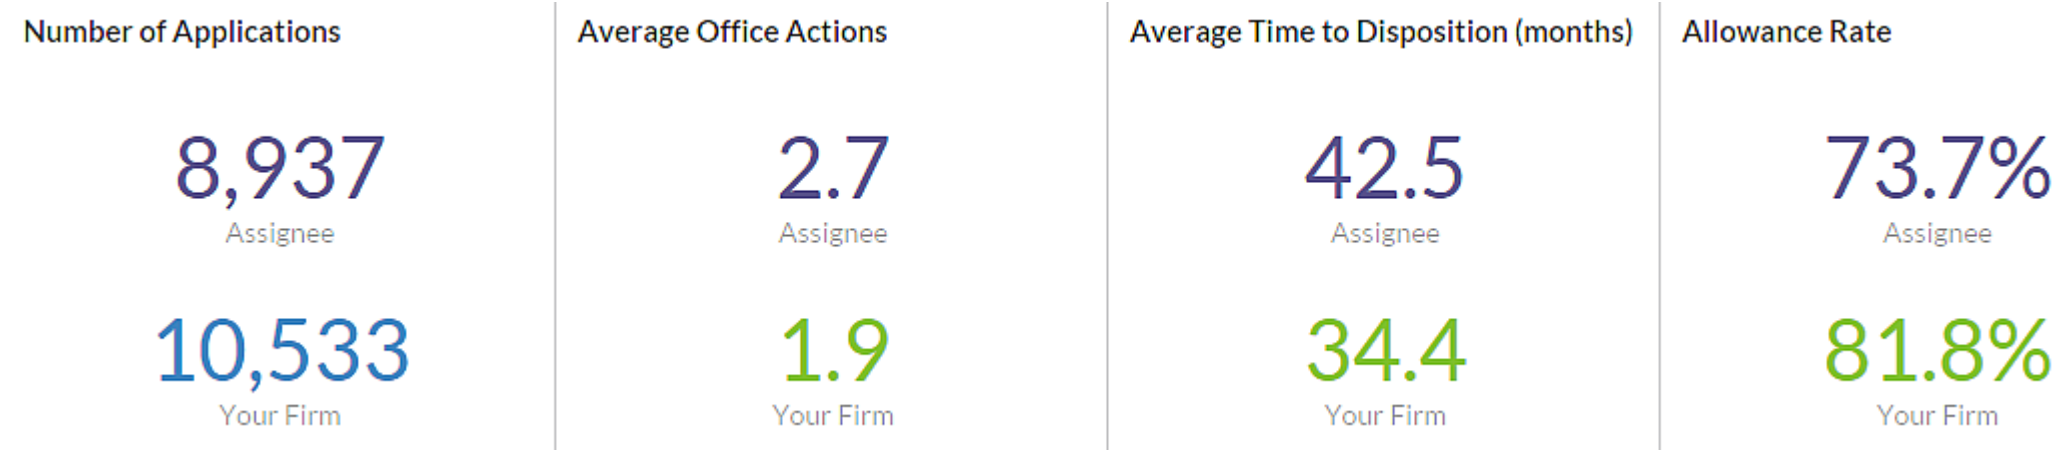 Number of Applications
8,937
Assignee
10,533
Your Firm
Average Office Actions
2.7
Assignee
1.9
Your Firm
Average Time to Disposition (months)
42.5
Assignee
34.4
Your Firm
Allowance Rate
73.7%
Assignee
81.8%
Your Firm